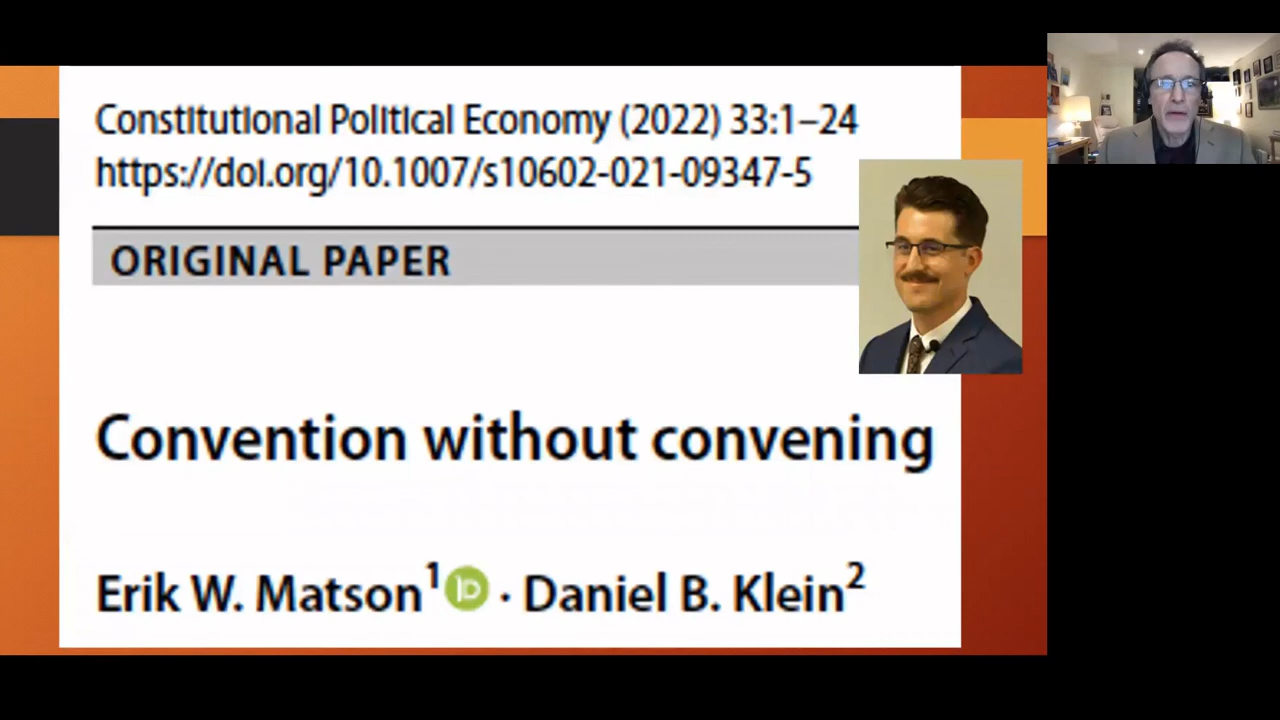 Constitutional Political Economy (2022) 33:1–24
https://doi.org/10.1007/s10602-021-09347-5
ORIGINAL PAPER
Convention without convening
Erik W. Matson1 iD · Daniel B. Klein2